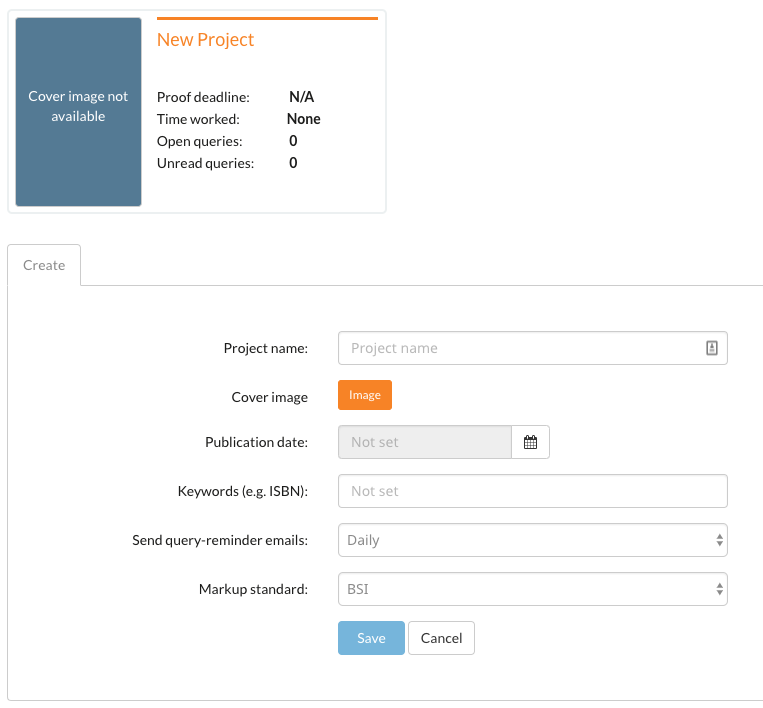 Cover image not
available
New Project
Proof deadline: N/A
Time worked: None
Open queries: 0
Unread queries: 0
Create
Project name: Project name
Cover image Image
Publication date: Not set
Keywords (e.g. ISBN): Not set
Send query-reminder emails: Daily
Markup standard: BSI
Save Cancel